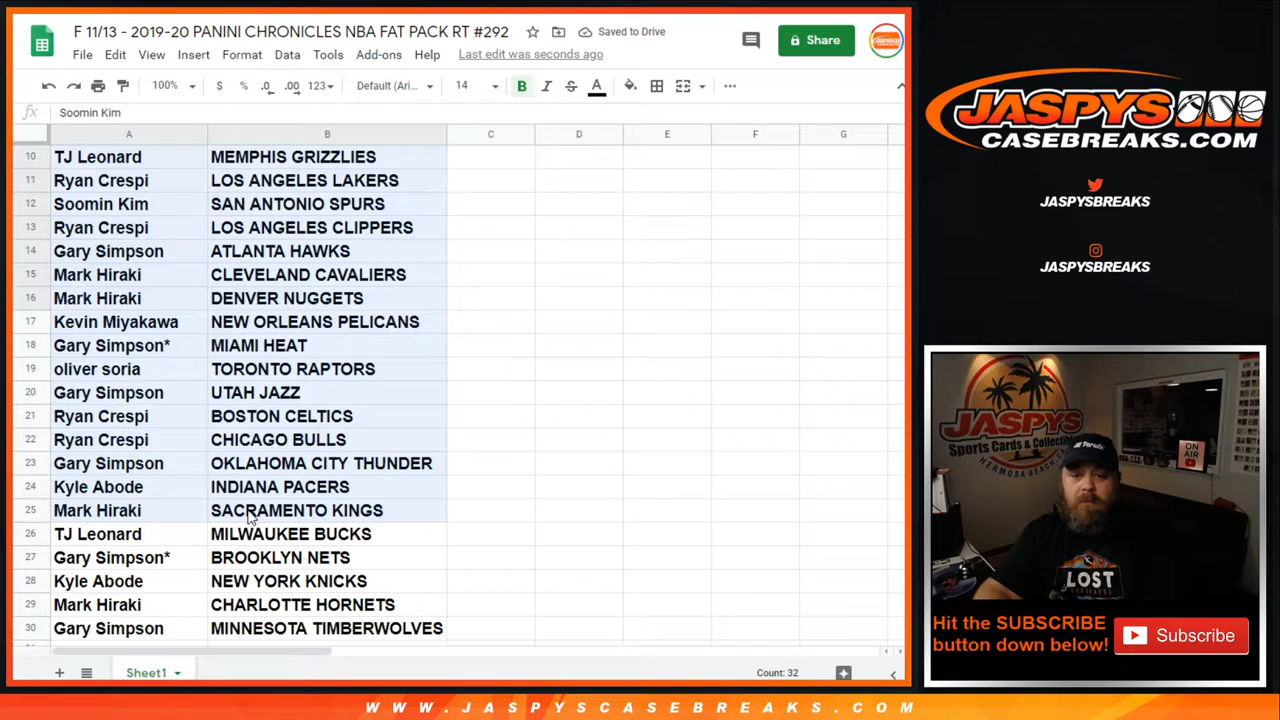 F 11/13 - 2019-20 PANINI CHRONICLES NBA FAT PACK RT #292
Saved to Drive
File Edit View Insert Format Data Tools Add-ons Help Last edit was seconds ago
Share
100% $ % .0 .00 123 Default (Ari... 14 B I S A
fx Soomin Kim
A B C D E F G
10 TJ Leonard MEMPHIS GRIZZLIES
11 Ryan Crespi LOS ANGELES LAKERS
12 Soomin Kim SAN ANTONIO SPURS
13 Ryan Crespi LOS ANGELES CLIPPERS
14 Gary Simpson ATLANTA HAWKS
15 Mark Hiraki CLEVELAND CAVALIERS
16 Mark Hiraki DENVER NUGGETS
17 Kevin Miyakawa NEW ORLEANS PELICANS
18 Gary Simpson* MIAMI HEAT
19 oliver soria TORONTO RAPTORS
20 Gary Simpson UTAH JAZZ
21 Ryan Crespi BOSTON CELTICS
22 Ryan Crespi CHICAGO BULLS
23 Gary Simpson OKLAHOMA CITY THUNDER
24 Kyle Abode INDIANA PACERS
25 Mark Hiraki SACRAMENTO KINGS
26 TJ Leonard MILWAUKEE BUCKS
27 Gary Simpson* BROOKLYN NETS
28 Kyle Abode NEW YORK KNICKS
29 Mark Hiraki CHARLOTTE HORNETS
30 Gary Simpson MINNESOTA TIMBERWOLVES
Sheet1
Count: 32
JASPYS
CASEBREAKS.COM
JASPYSBREAKS
JASPYSBREAKS
JASPYS
Sports Cards & Collectibles
HERMOSA BEACH
ON
AIR
LOST
Hit the SUBSCRIBE
button down below!
Subscribe
WWW.JASPYSCASEBREAKS.COM